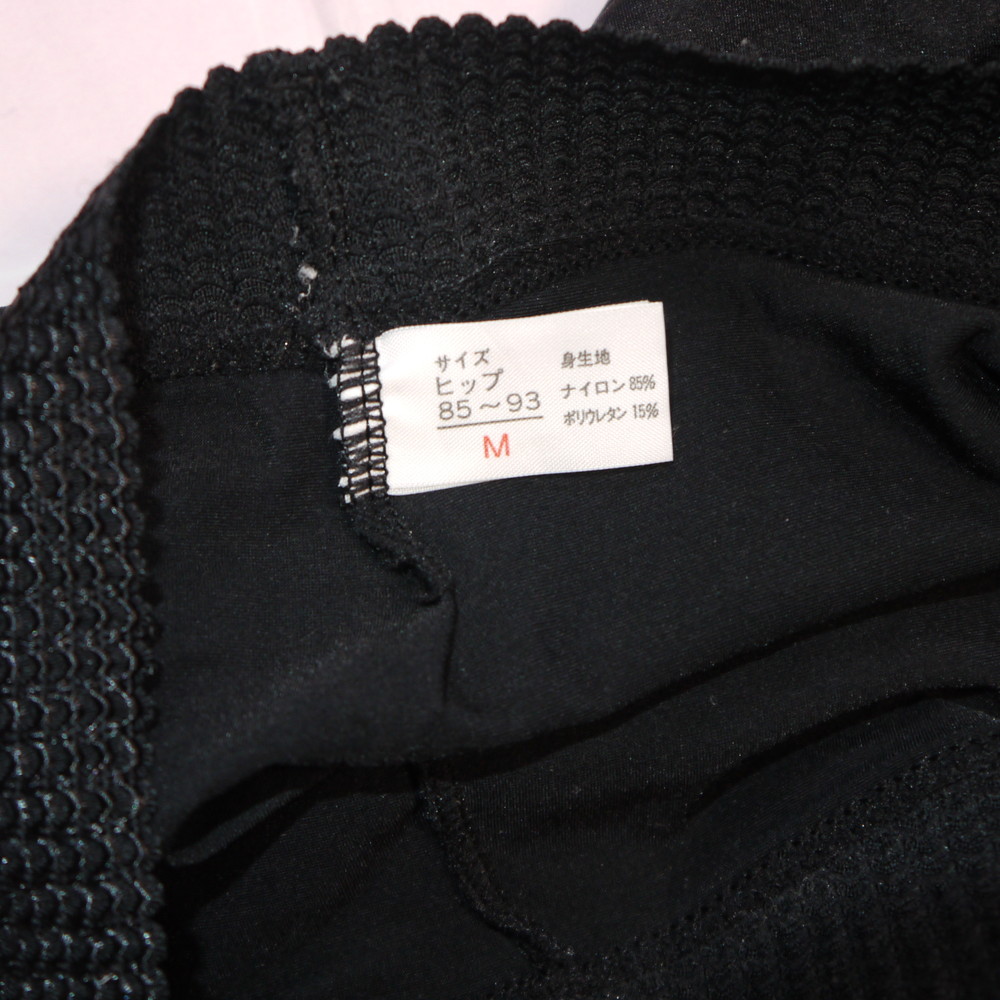 サイズ
ヒップ
85～93
M
身生地
ナイロン 85%
ポリウレタン 15%